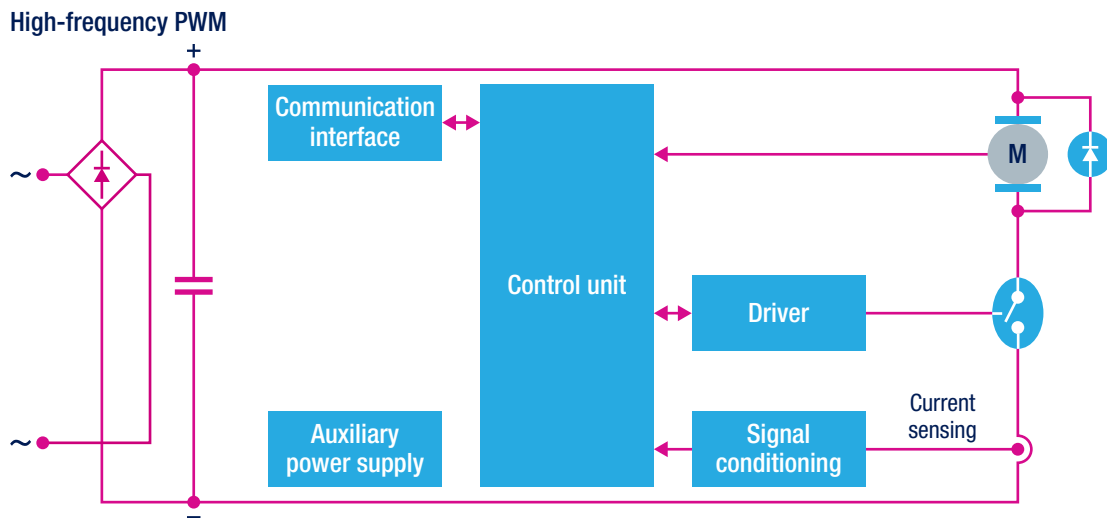 High-frequency PWM
+
Communication
interface
M
~
Control unit
Driver
Current
sensing
~
Auxiliary
power supply
Signal
conditioning
–